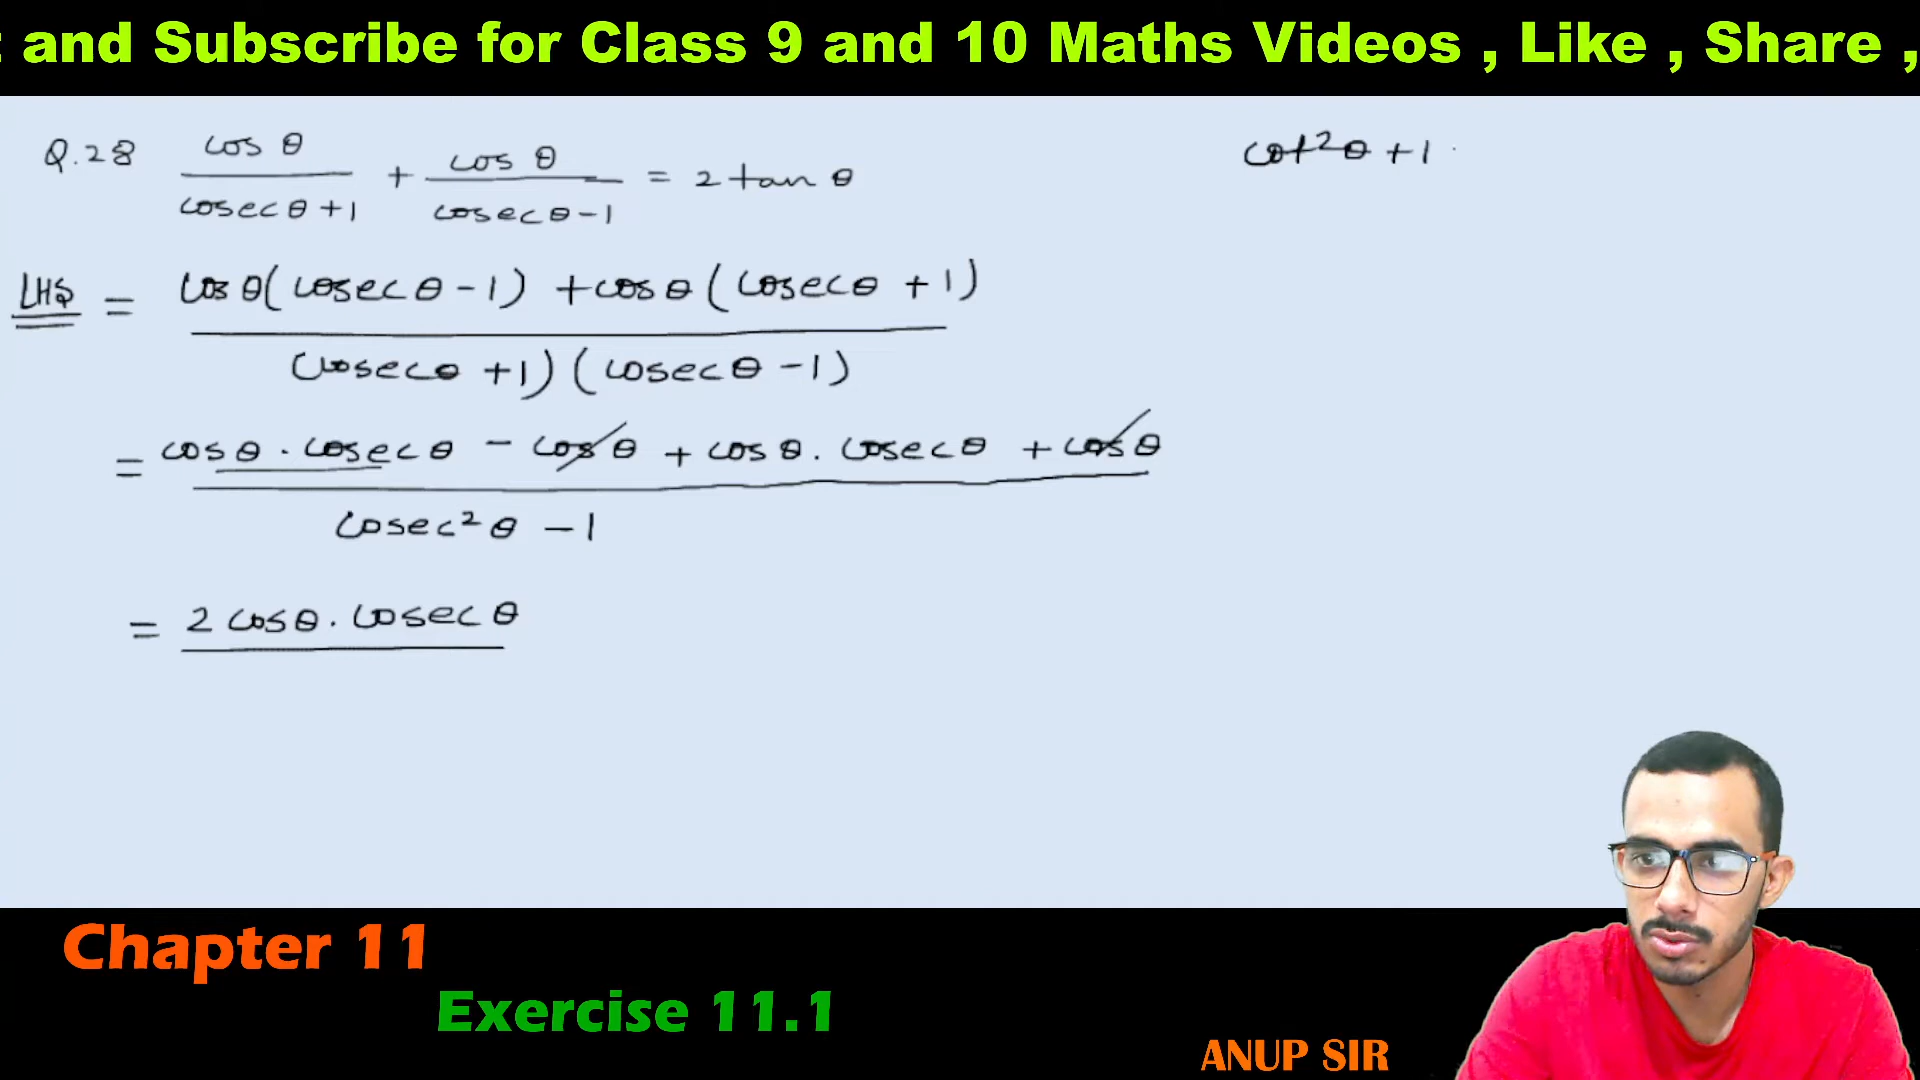 and Subscribe for Class 9 and 10 Maths Videos , Like , Share ,
Q.28 cos θ / cosec θ + 1 + cos θ / cosec θ - 1 = 2 tan θ
cot²θ + 1
LHS = cos θ (cosec θ - 1) + cos θ (cosec θ + 1) / (cosec θ + 1) (cosec θ - 1)
= cos θ . cosec θ - cos θ + cos θ . cosec θ + cos θ / cosec² θ - 1
= 2 cos θ . cosec θ
Chapter 11
Exercise 11.1
ANUP SIR